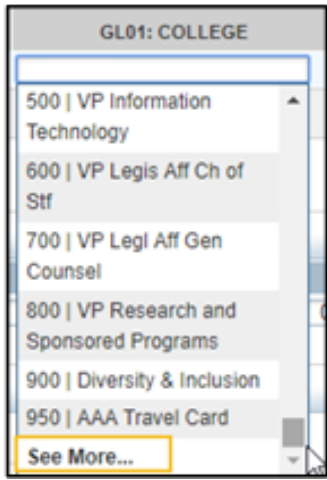 GL01: COLLEGE
500 | VP Information
Technology
600 | VP Legis Aff Ch of
Stf
700 | VP Legl Aff Gen
Counsel
800 | VP Research and
Sponsored Programs
900 | Diversity & Inclusion
950 | AAA Travel Card
See More...